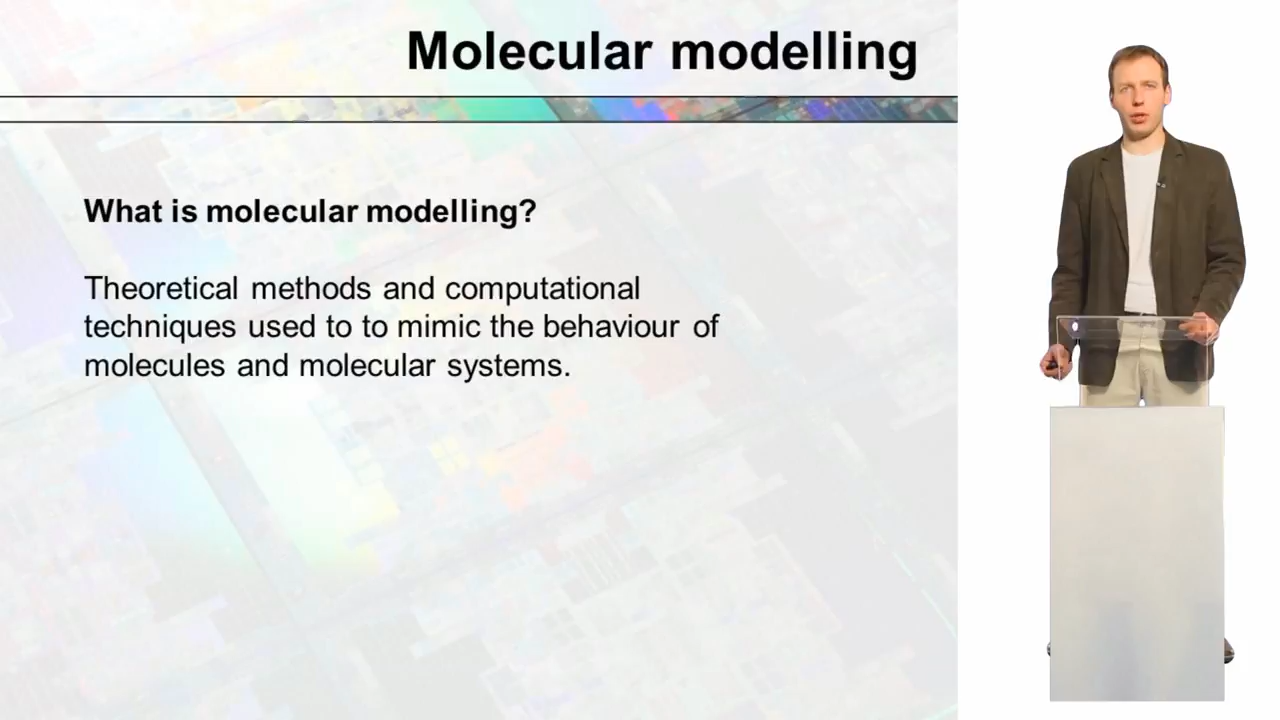 Molecular modelling
What is molecular modelling?
Theoretical methods and computational
techniques used to to mimic the behaviour of
molecules and molecular systems.